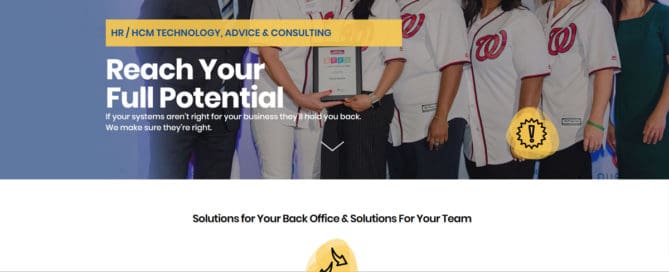 HR / HCM TECHNOLOGY, ADVICE & CONSULTING
Reach Your
Full Potential
If your systems aren't right for your business they'll hold you back.
We make sure they're right.
Solutions for Your Back Office & Solutions For Your Team